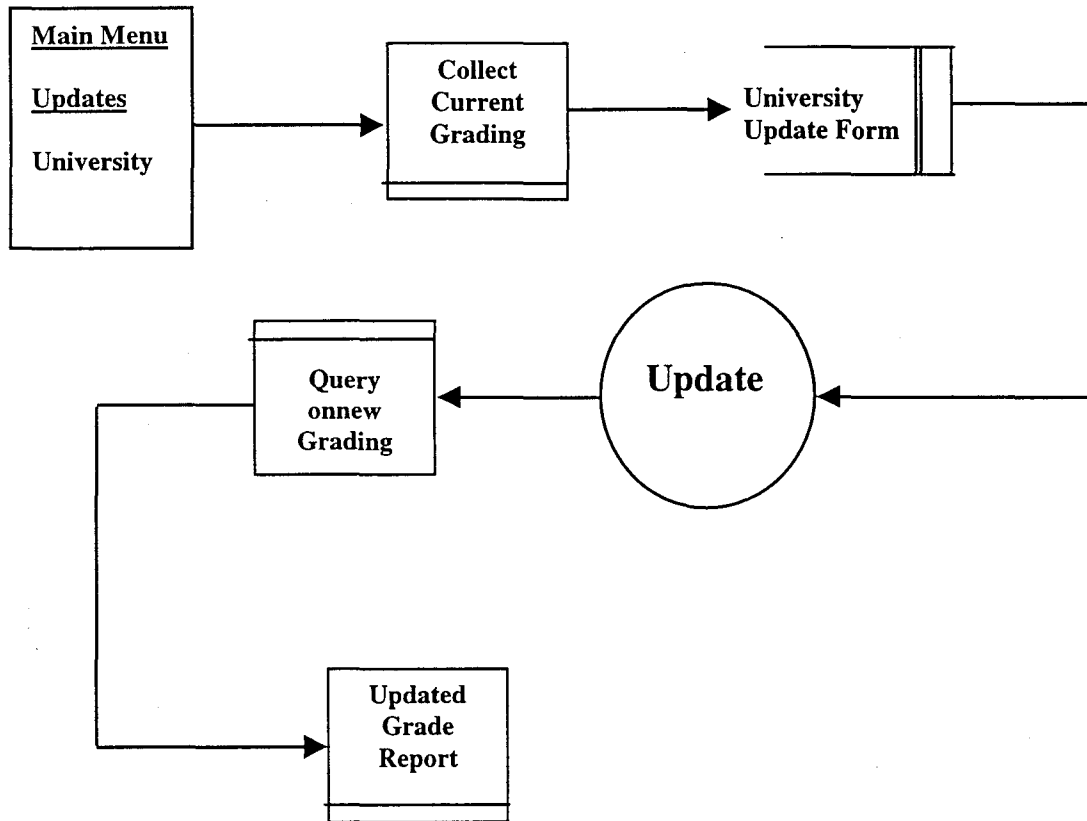 Main Menu
Updates
University
Collect
Current
Grading
University
Update Form
Update
Query
onnew
Grading
Updated
Grade
Report